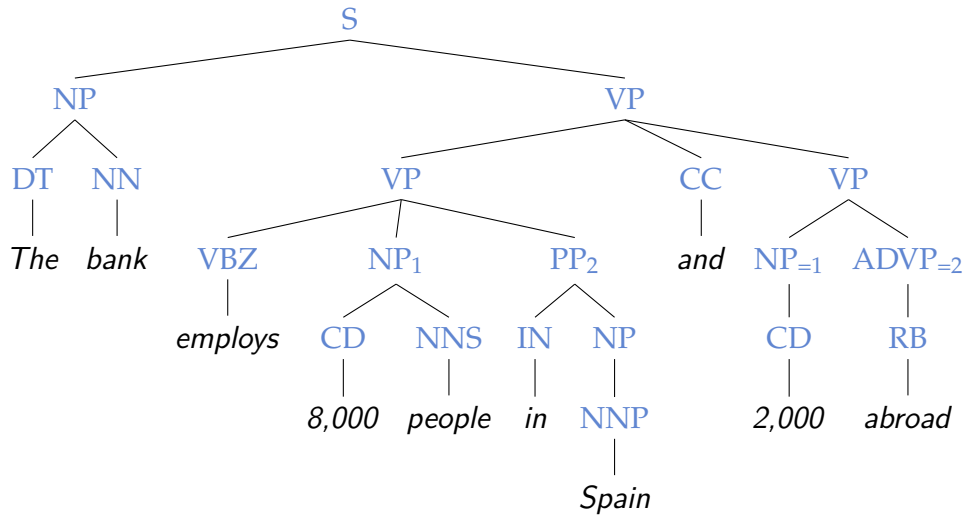 S
NP VP
DT NN VP CC VP
The bank VBZ NP₁ PP₂ and NP₌₁ ADVP₌₂
employs CD NNS IN NP CD RB
8,000 people in NNP 2,000 abroad
Spain